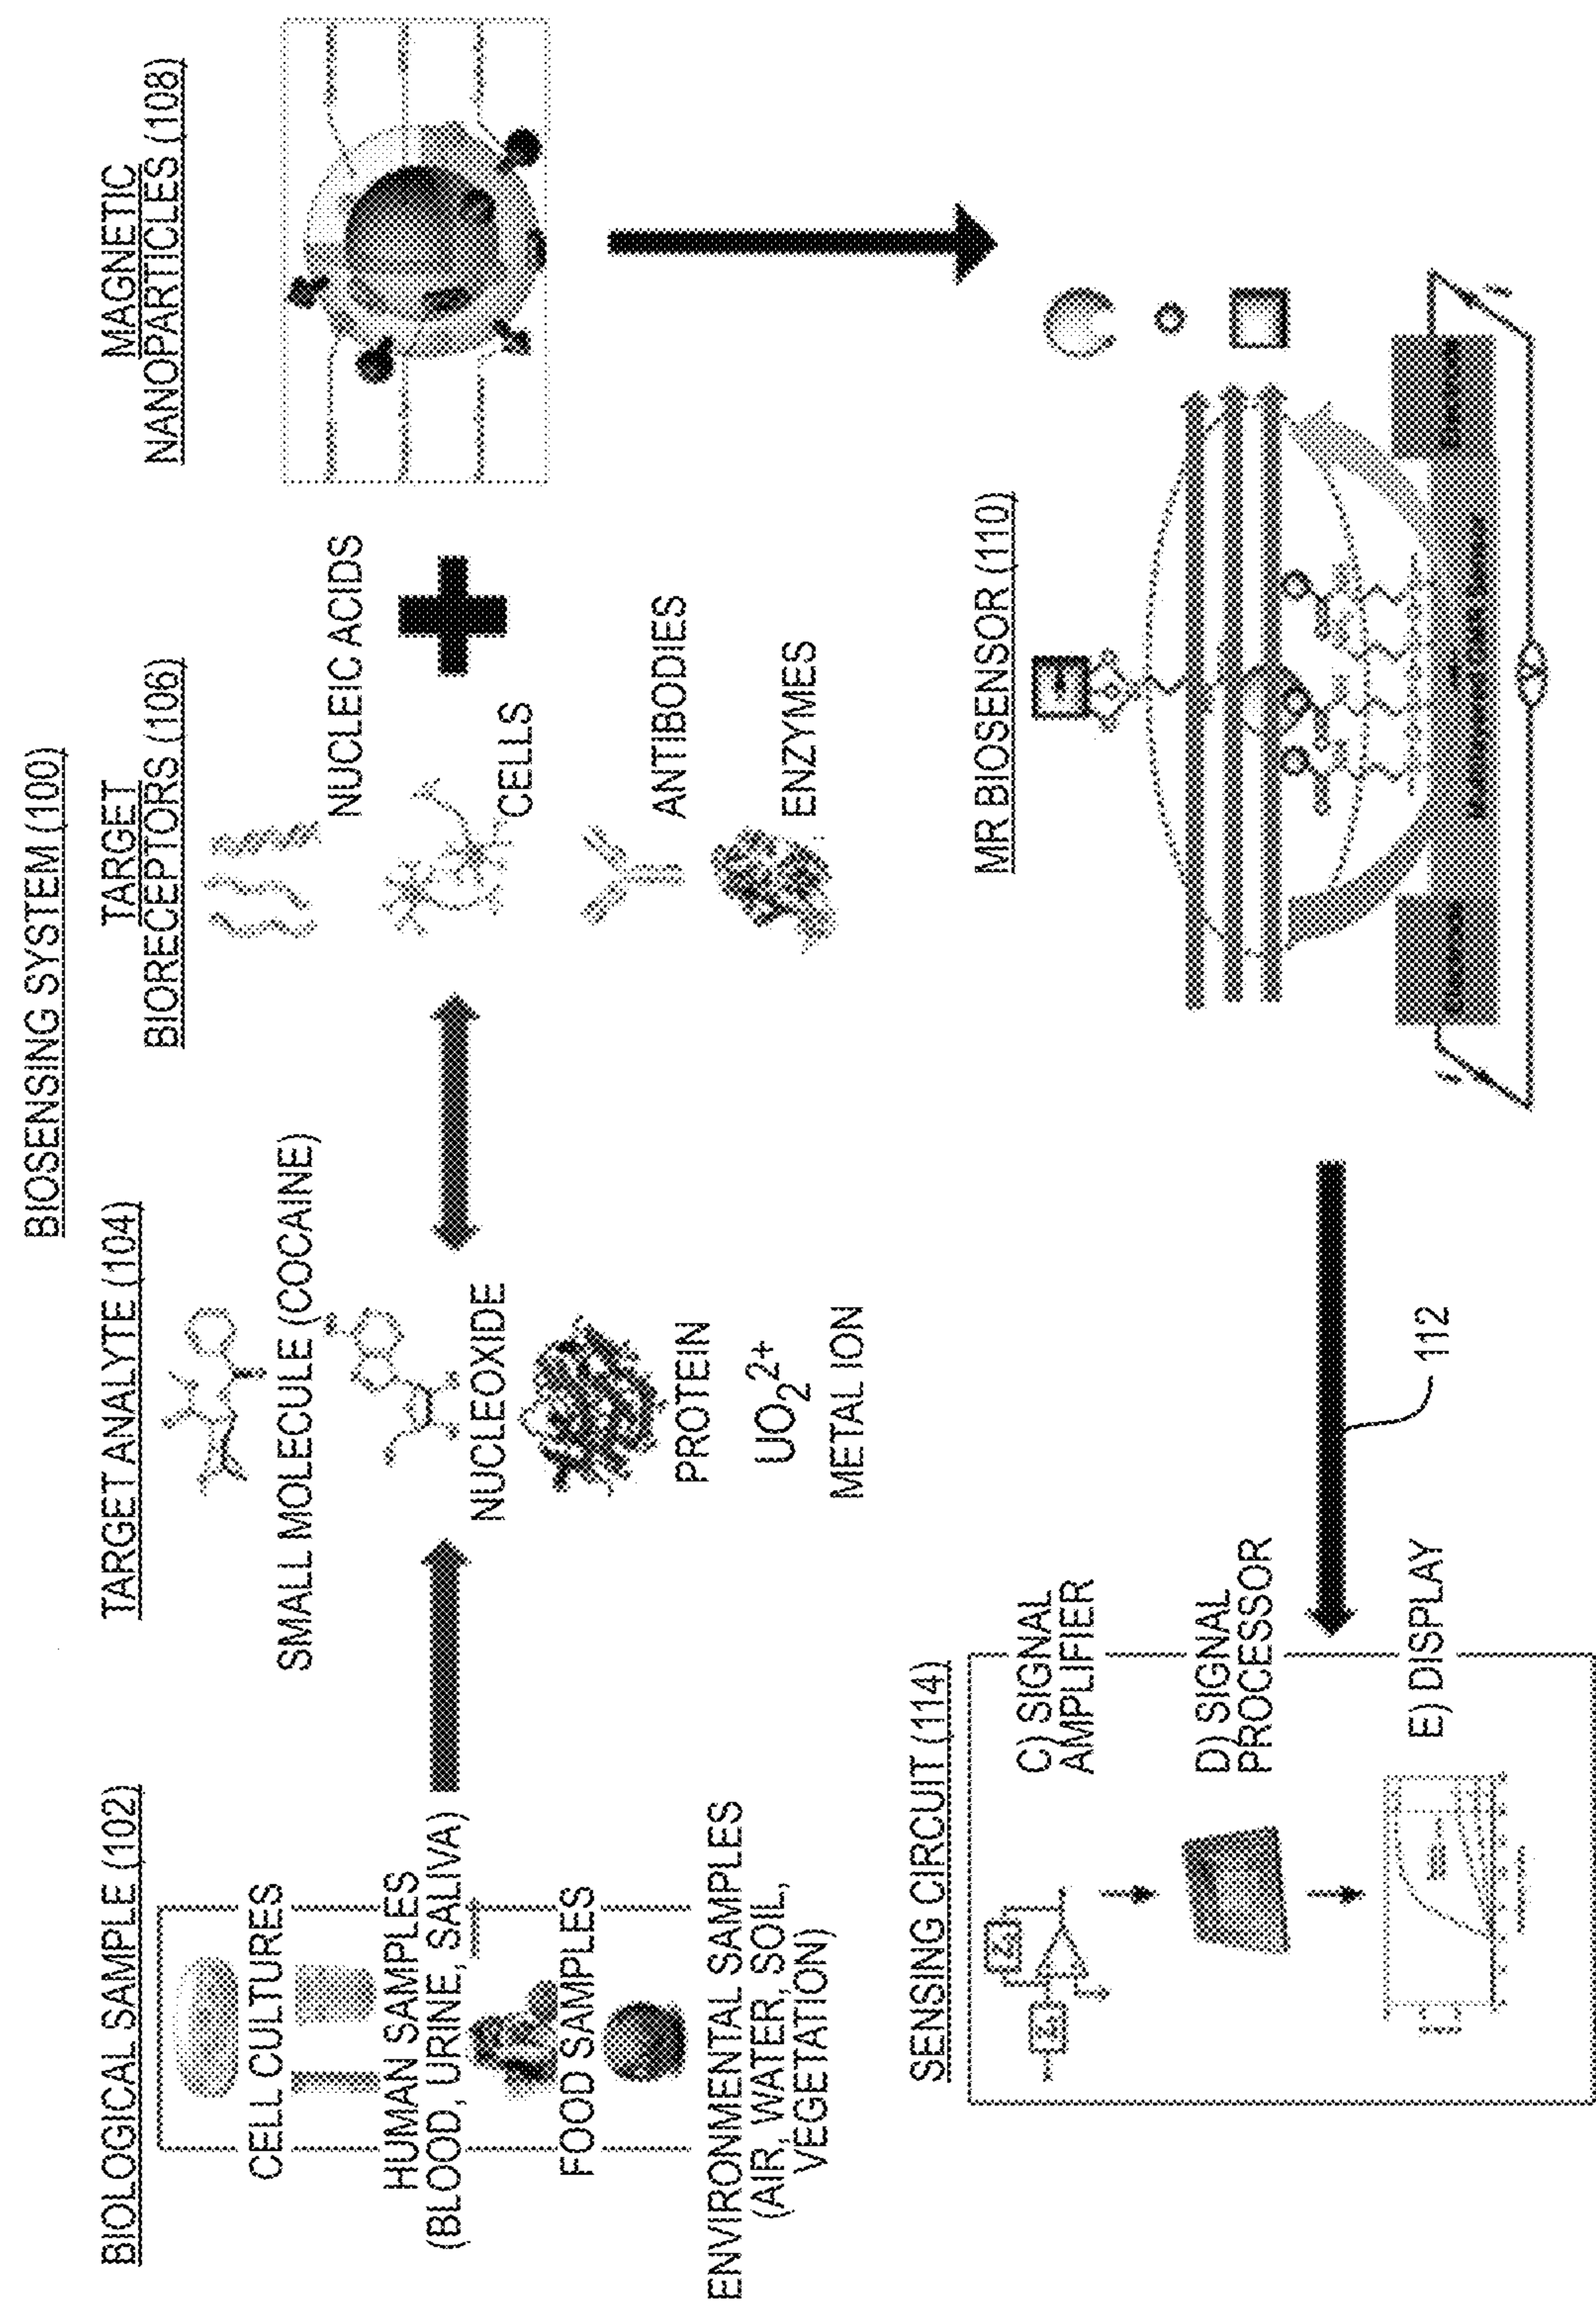 BIOSENSING SYSTEM (100)
BIOLOGICAL SAMPLE (102)
CELL CULTURES
HUMAN SAMPLES
(BLOOD, URINE, SALIVA)
FOOD SAMPLES
ENVIRONMENTAL SAMPLES
(AIR, WATER, SOIL,
VEGETATION)
TARGET ANALYTE (104)
SMALL MOLECULE (COCAINE)
NUCLEOXIDE
PROTEIN
UO₂²⁺
METAL ION
TARGET
BIORECEPTORS (106)
NUCLEIC ACIDS
CELLS
ANTIBODIES
ENZYMES
MAGNETIC
NANOPARTICLES (108)
SENSING CIRCUIT (114)
C) SIGNAL
AMPLIFIER
D) SIGNAL
PROCESSOR
E) DISPLAY
112
MR BIOSENSOR (110)